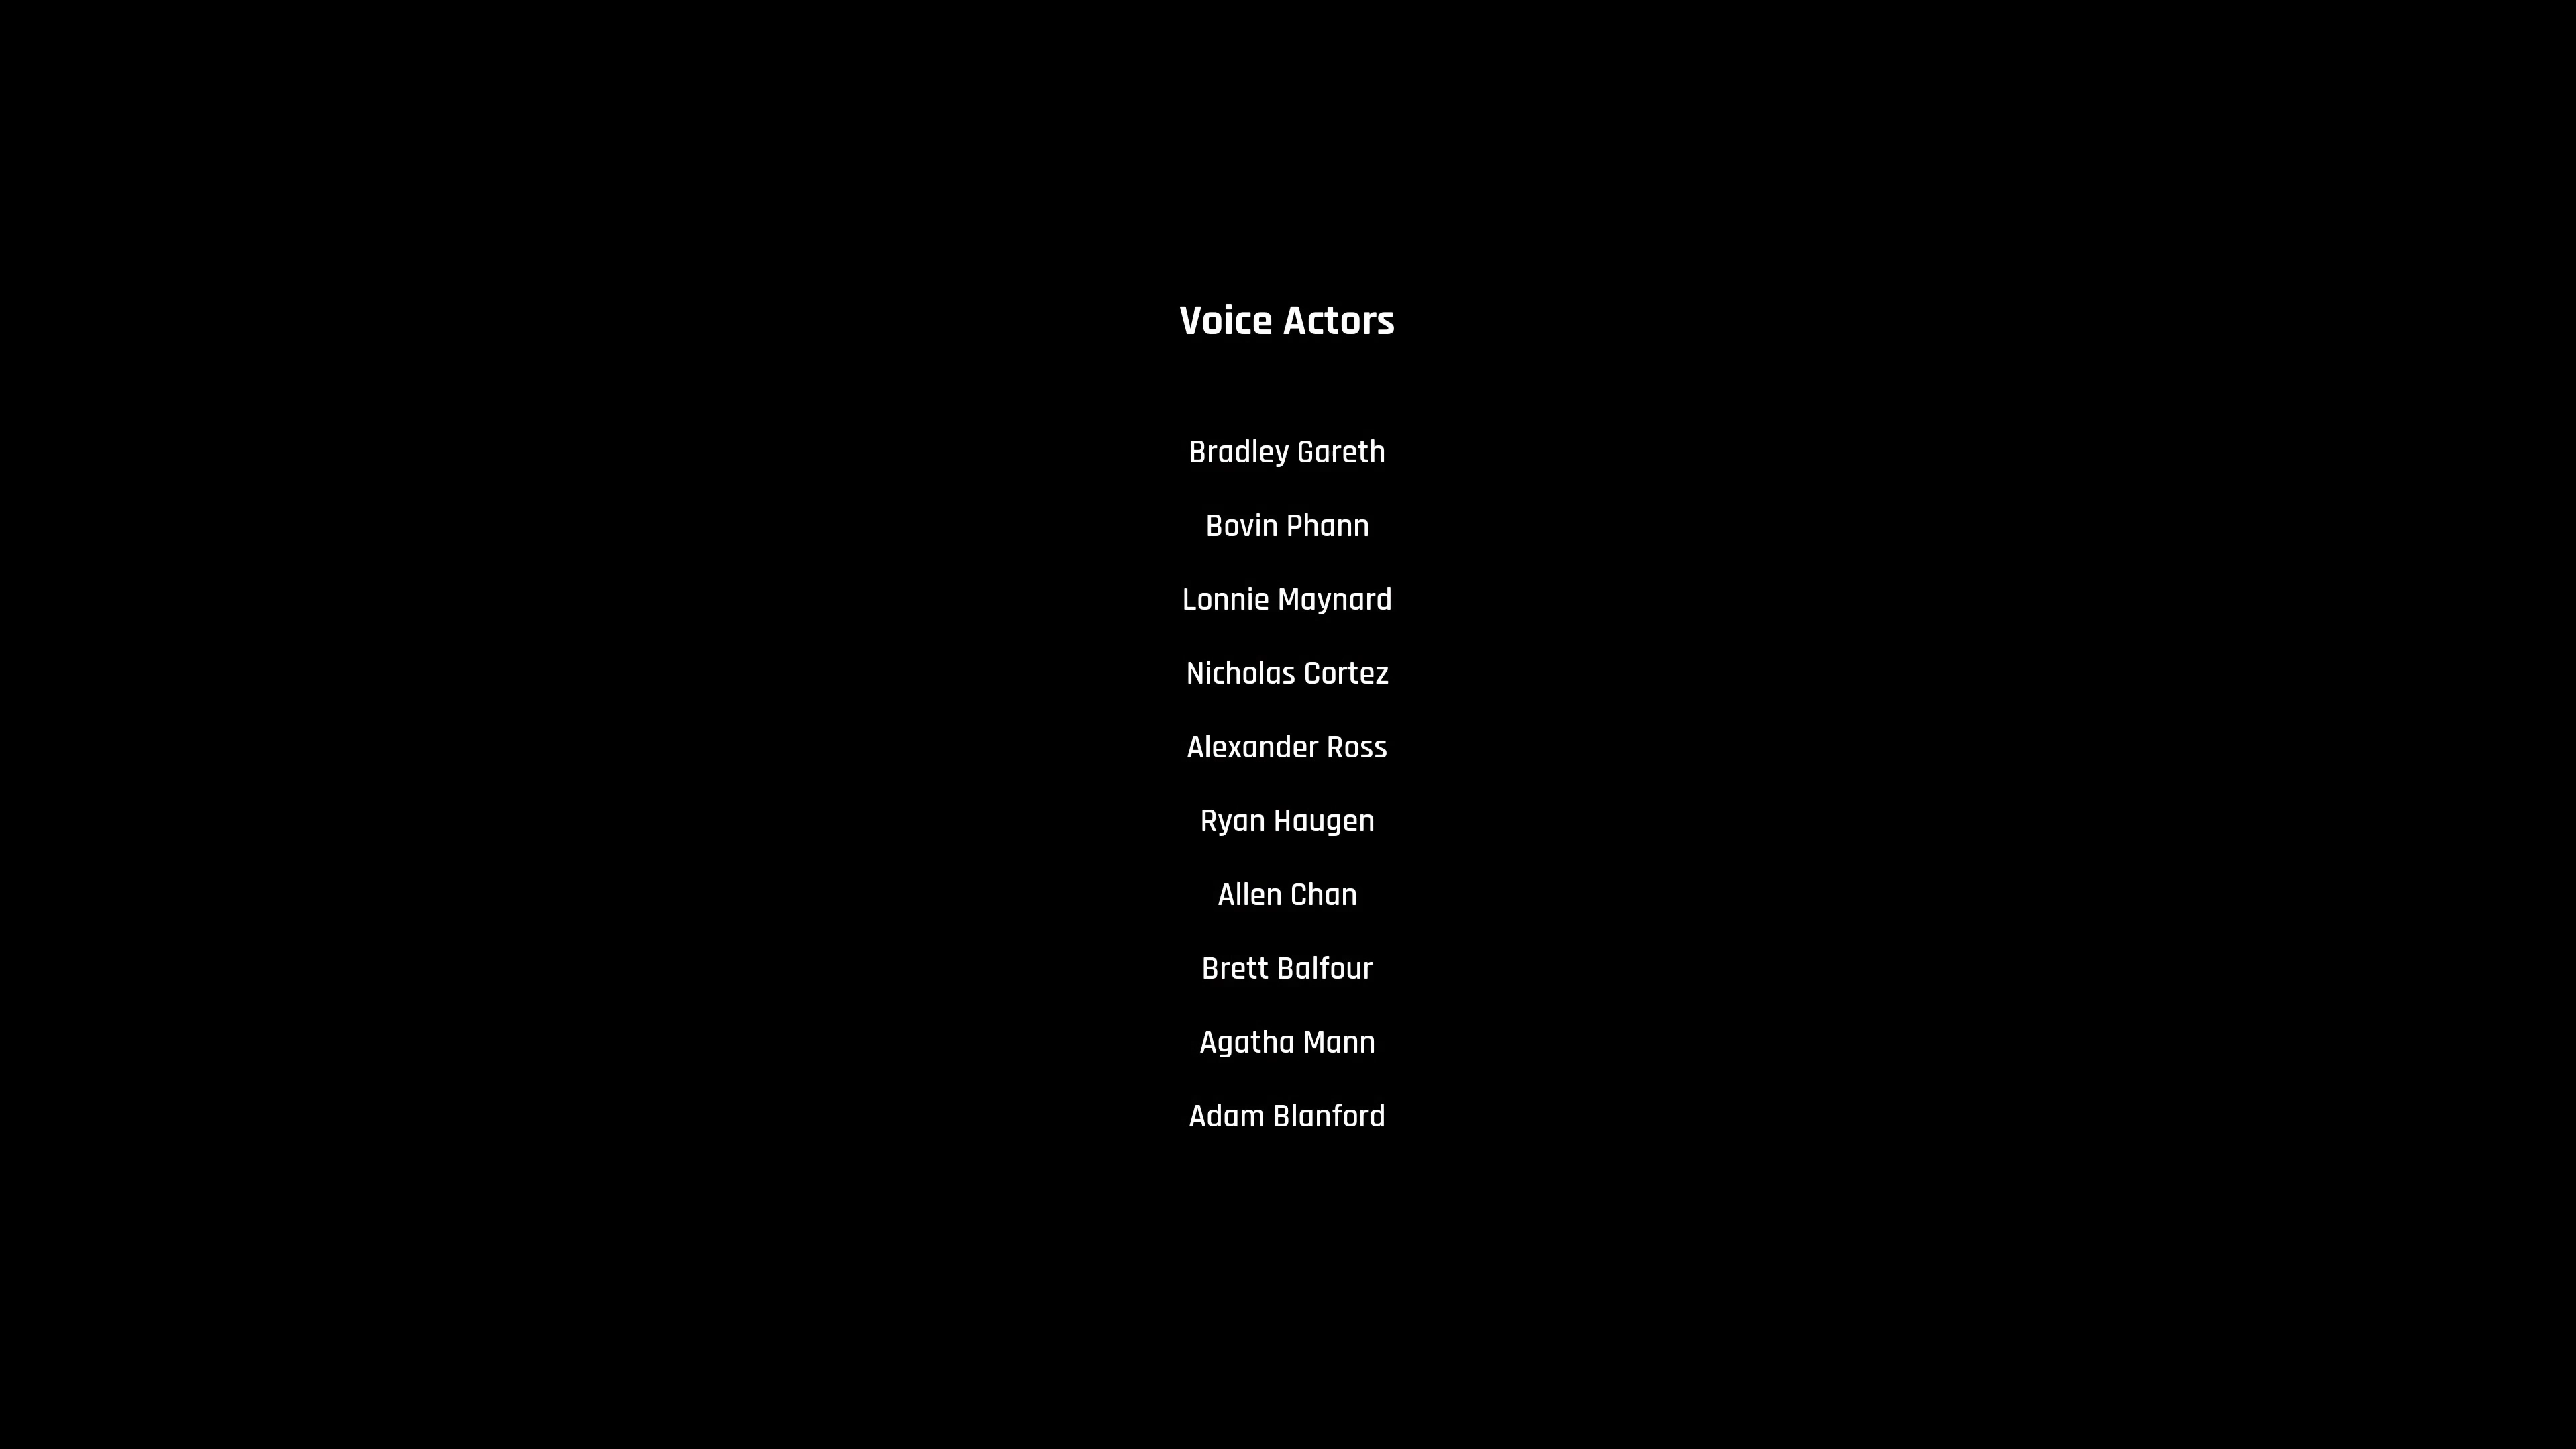 Voice Actors
Bradley Gareth
Bovin Phann
Lonnie Maynard
Nicholas Cortez
Alexander Ross
Ryan Haugen
Allen Chan
Brett Balfour
Agatha Mann
Adam Blanford